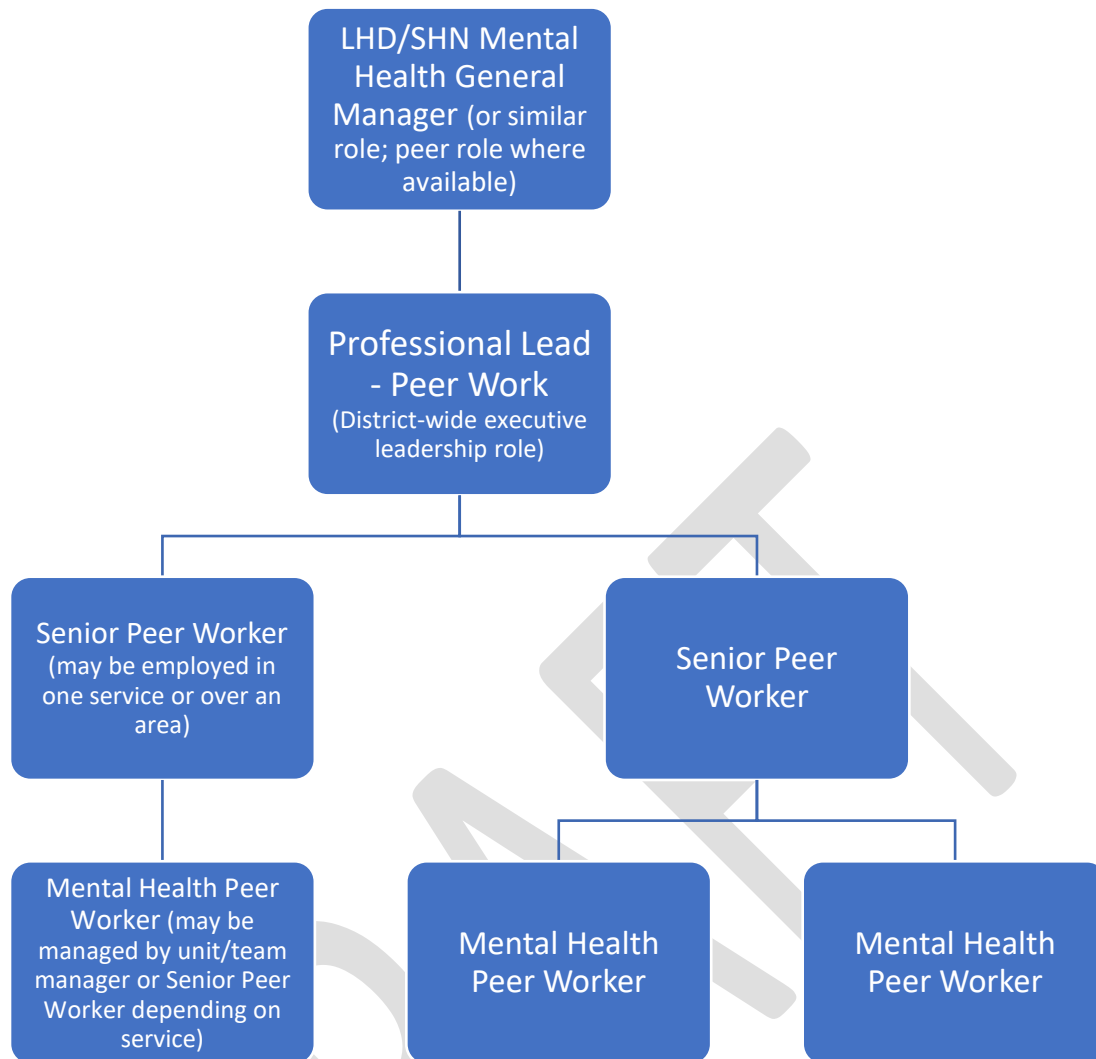 LHD/SHN Mental
Health General
Manager (or similar
role; peer role where
available)
Professional Lead
- Peer Work
(District-wide executive
leadership role)
Senior Peer Worker
(may be employed in
one service or over an
area)
Senior Peer
Worker
Mental Health Peer
Worker (may be
managed by unit/team
manager or Senior Peer
Worker depending on
service)
Mental Health
Peer Worker
Mental Health
Peer Worker